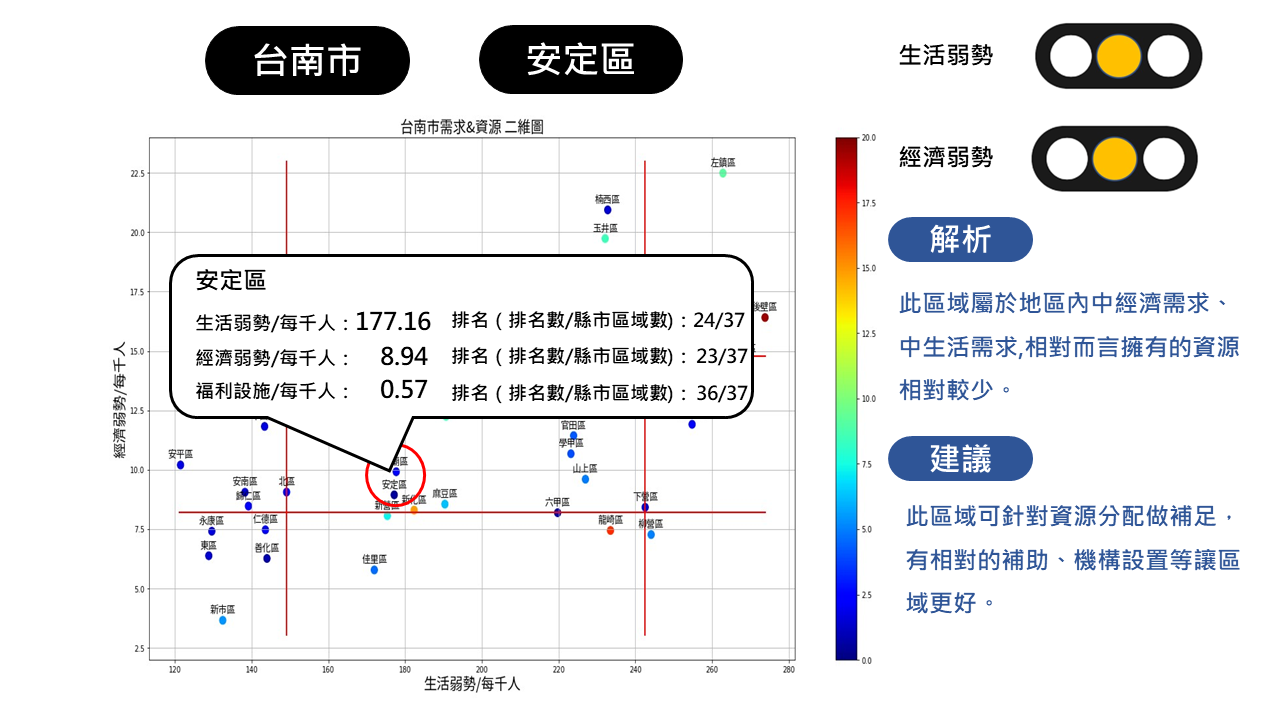 台南市
安定區
生活弱勢
經濟弱勢
台南市需求&資源 二維圖
左鎮區
楠西區
玉井區
後壁區
安定區
生活弱勢/每千人：177.16
排名（排名數/縣市區域數)：24/37
經濟弱勢/每千人： 8.94
排名（排名數/縣市區域數)：23/37
福利設施/每千人： 0.57
排名（排名數/縣市區域數)：36/37
官田區
學甲區
安平區
山上區
安南區
北區
歸仁區
安定區
新營區
新化區
麻豆區
六甲區
下營區
永康區
仁德區
龍崎區
柳營區
東區
善化區
佳里區
新市區
22.5
20.0
17.5
15.0
12.5
10.0
7.5
5.0
2.5
120
140
160
180
200
220
240
260
280
生活弱勢/每千人
經濟弱勢/每千人
20.0
17.5
15.0
12.5
10.0
7.5
5.0
2.5
0.0
解析
此區域屬於地區內中經濟需求、
中生活需求,相對而言擁有的資源
相對較少。
建議
此區域可針對資源分配做補足，
有相對的補助、機構設置等讓區
域更好。